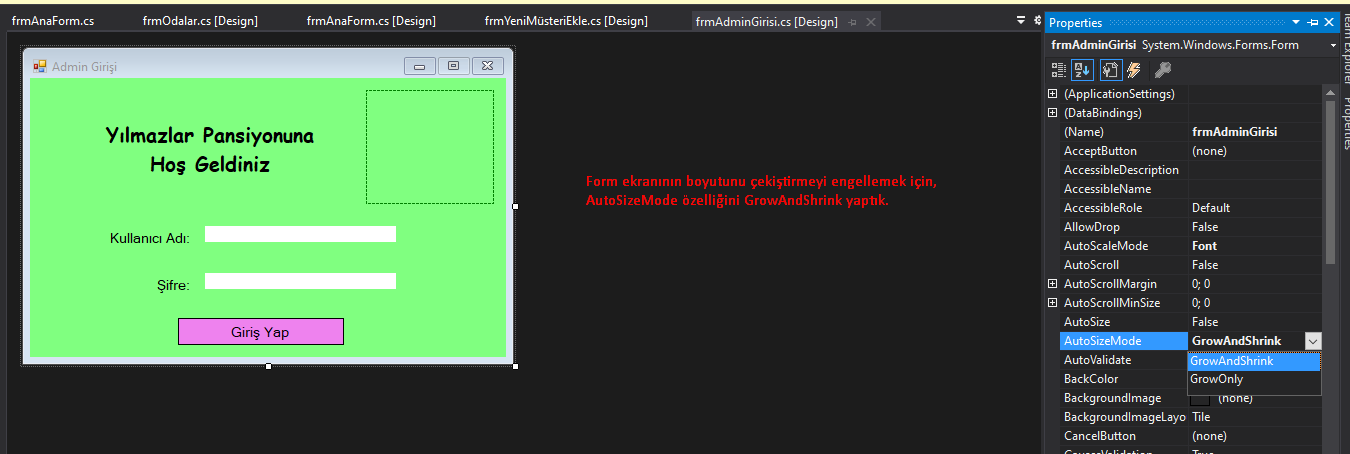 frmAnaForm.cs frmOdalar.cs [Design] frmAnaForm.cs [Design] frmYeniMüsteriEkle.cs [Design] frmAdminGirisi.cs [Design]
Admin Girişi
Yılmazlar Pansiyonuna
Hoş Geldiniz
Kullanıcı Adı:
Şifre:
Giriş Yap
Form ekranının boyutunu çekiştirmeyi engellemek için,
AutoSizeMode özelliğini GrowAndShrink yaptık.
Properties
frmAdminGirisi System.Windows.Forms.Form
(ApplicationSettings)
(DataBindings)
(Name) frmAdminGirisi
AcceptButton (none)
AccessibleDescription
AccessibleName
AccessibleRole Default
AllowDrop False
AutoScaleMode Font
AutoScroll False
AutoScrollMargin 0; 0
AutoScrollMinSize 0; 0
AutoSize False
AutoSizeMode GrowAndShrink
AutoValidate GrowAndShrink
BackColor GrowOnly
BackgroundImage (none)
BackgroundImageLayo Tile
CancelButton (none)
CausesValidation True
Explorer
Properties